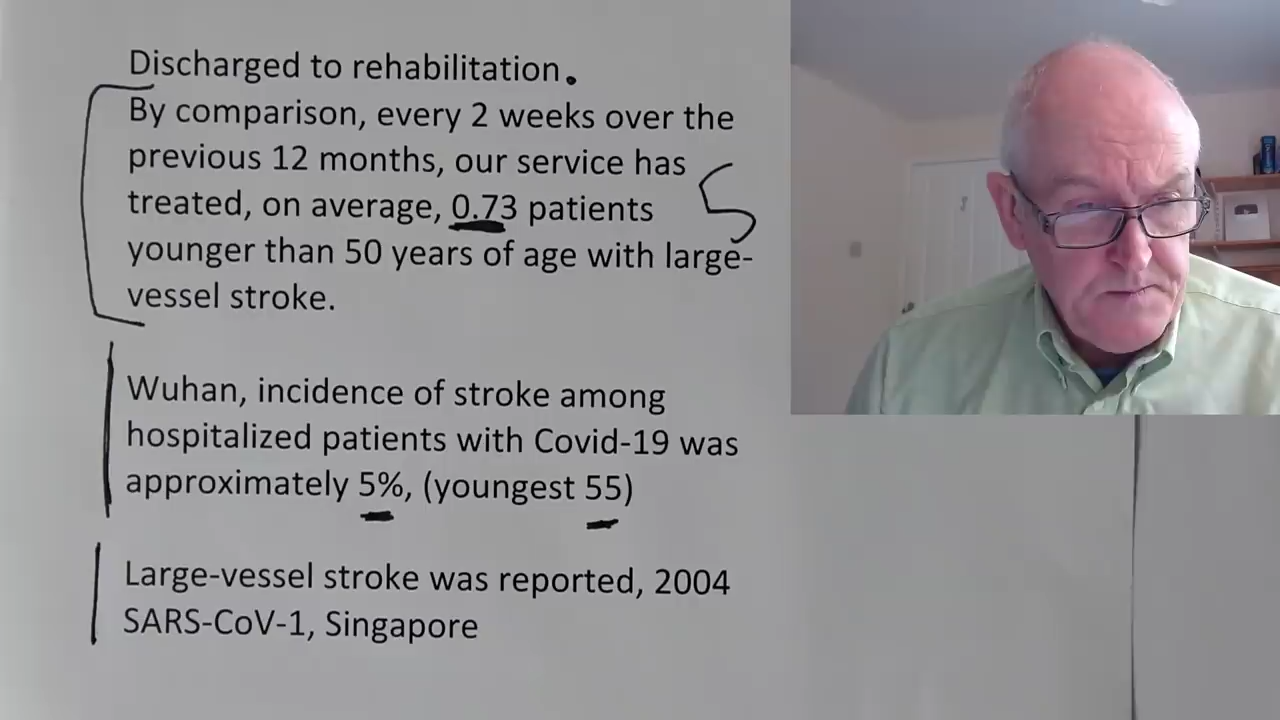 Discharged to rehabilitation.
By comparison, every 2 weeks over the
previous 12 months, our service has
treated, on average, 0.73 patients
younger than 50 years of age with large-
vessel stroke.
5
Wuhan, incidence of stroke among
hospitalized patients with Covid-19 was
approximately 5%, (youngest 55)
Large-vessel stroke was reported, 2004
SARS-CoV-1, Singapore